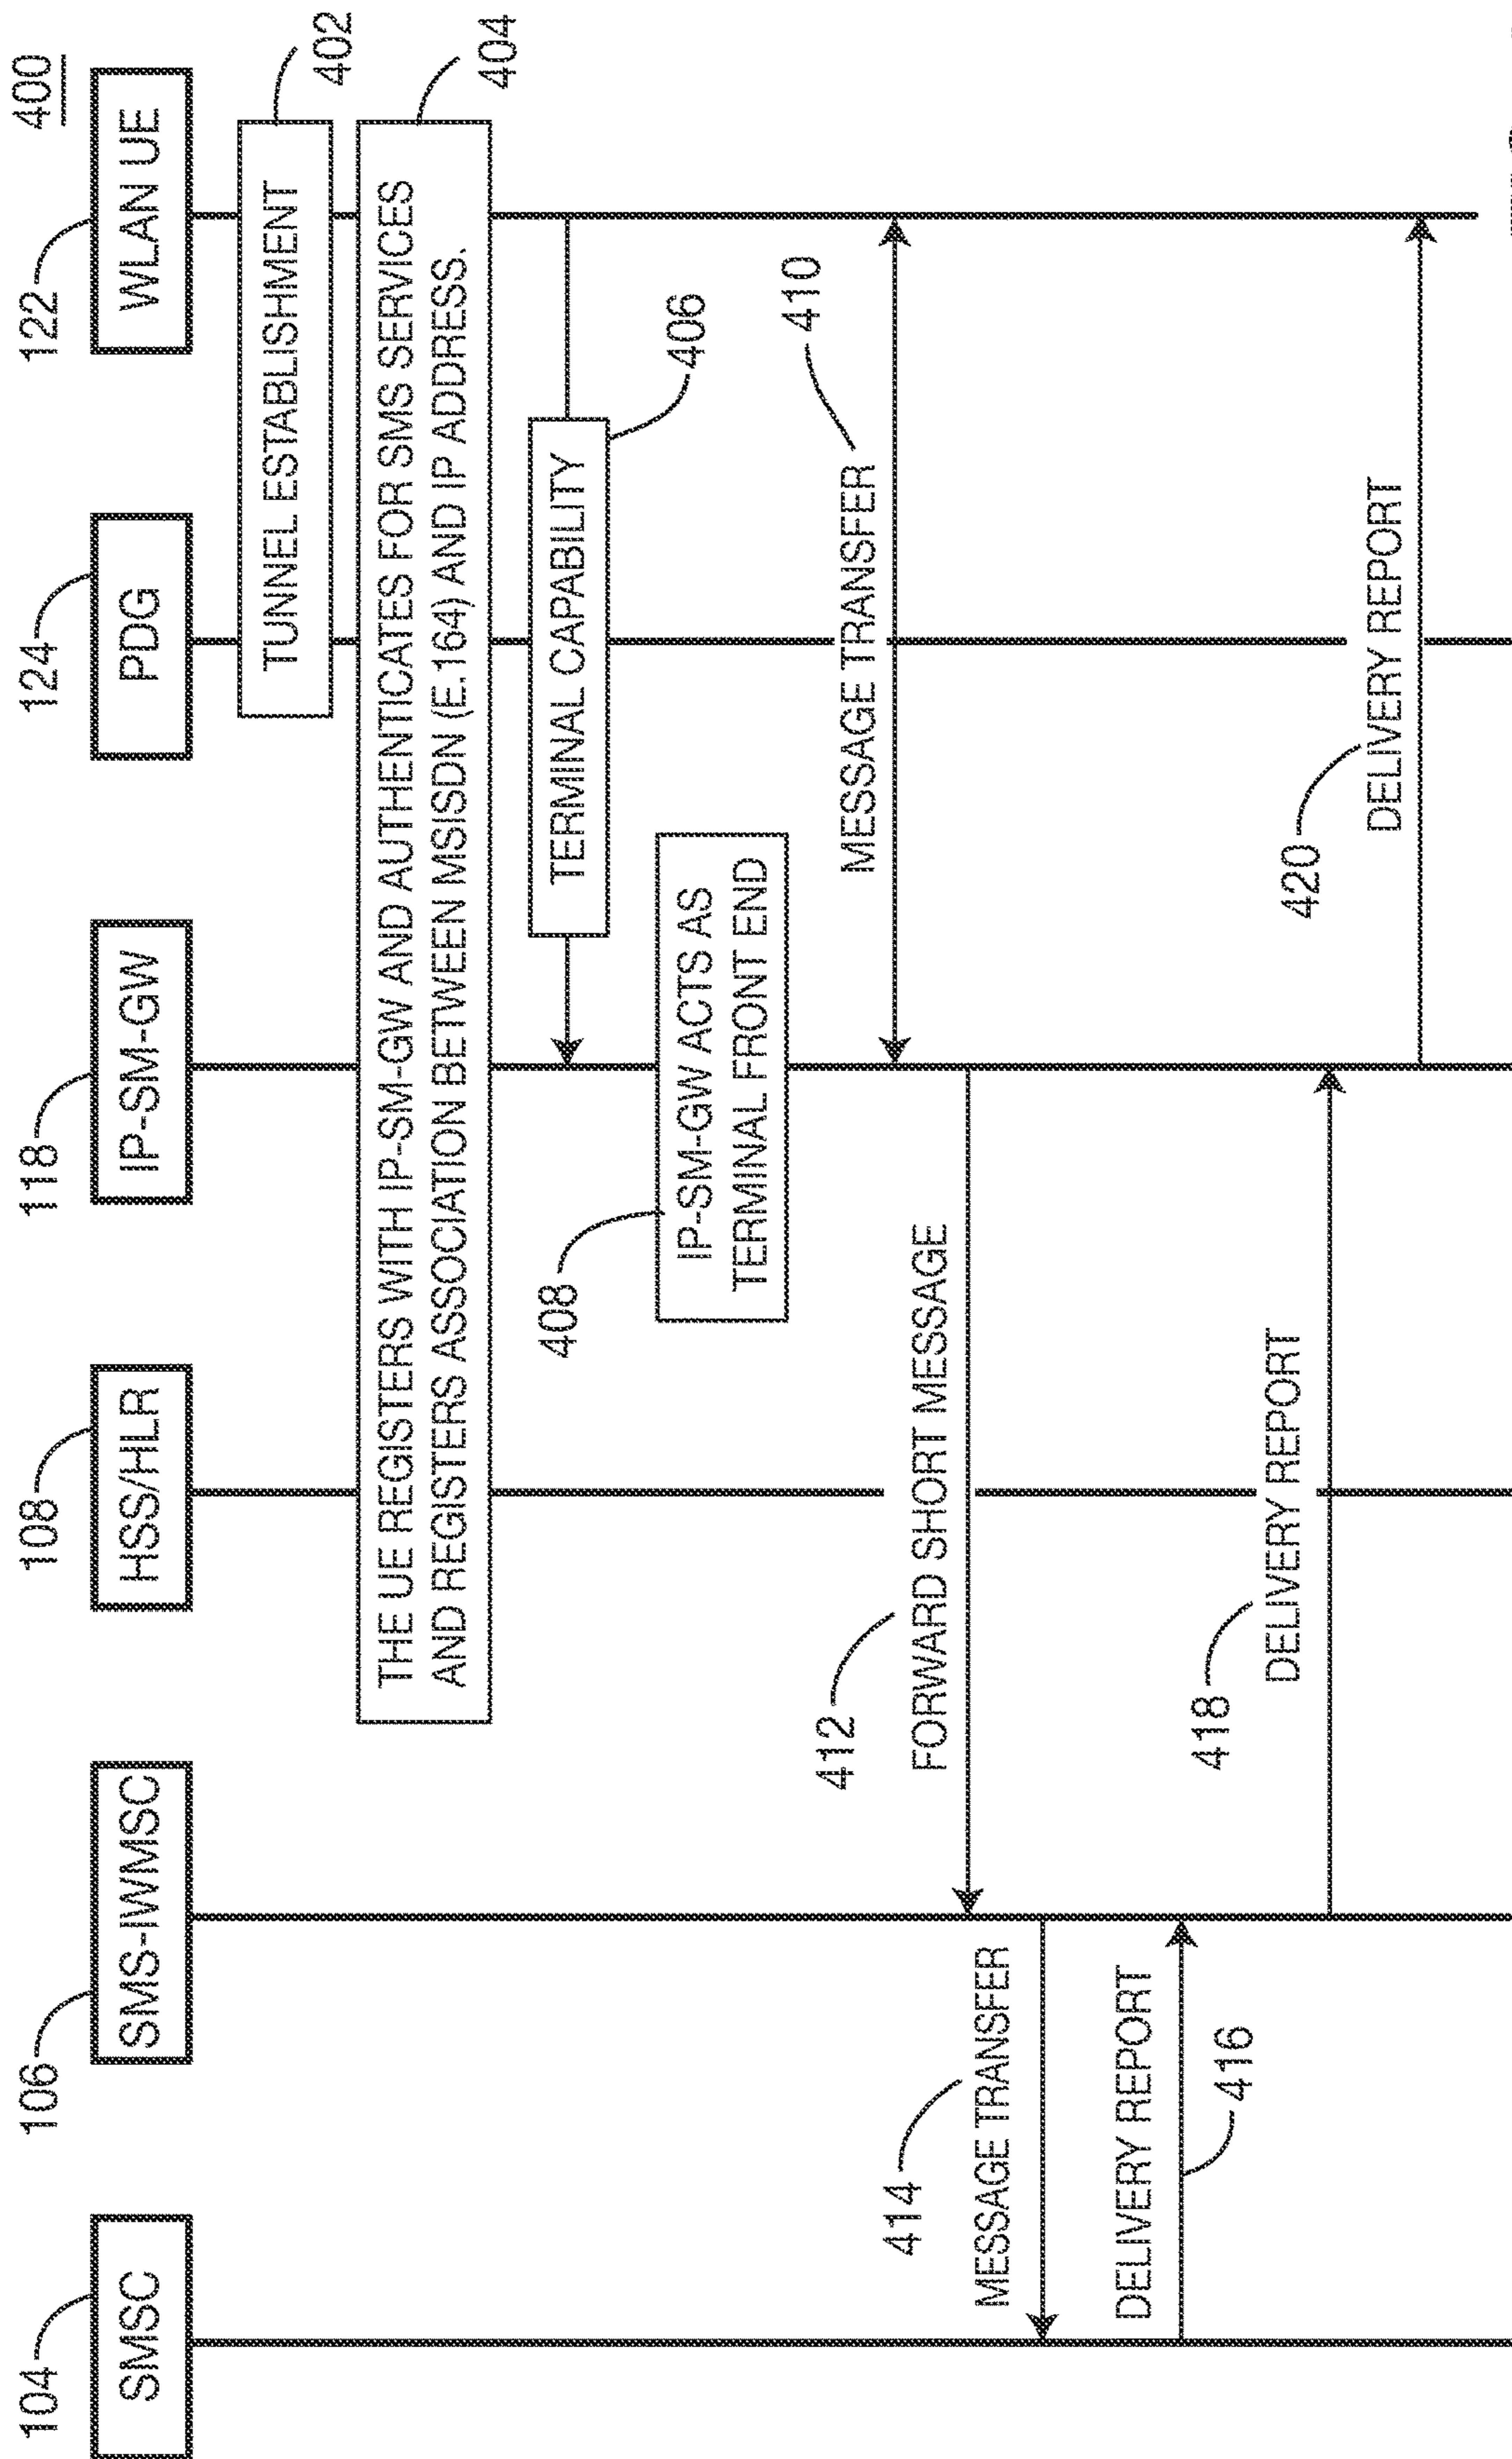 400
104
106
108
118
124
122
SMSC
SMS-IWMSC
HSS/HLR
IP-SM-GW
PDG
WLAN UE
TUNNEL ESTABLISHMENT
402
THE UE REGISTERS WITH IP-SM-GW AND AUTHENTICATES FOR SMS SERVICES
AND REGISTERS ASSOCIATION BETWEEN MSISDN (E.164) AND IP ADDRESS.
404
TERMINAL CAPABILITY
406
408
IP-SM-GW ACTS AS
TERMINAL FRONT END
MESSAGE TRANSFER
410
412
FORWARD SHORT MESSAGE
414
MESSAGE TRANSFER
DELIVERY REPORT
416
418
DELIVERY REPORT
420
DELIVERY REPORT